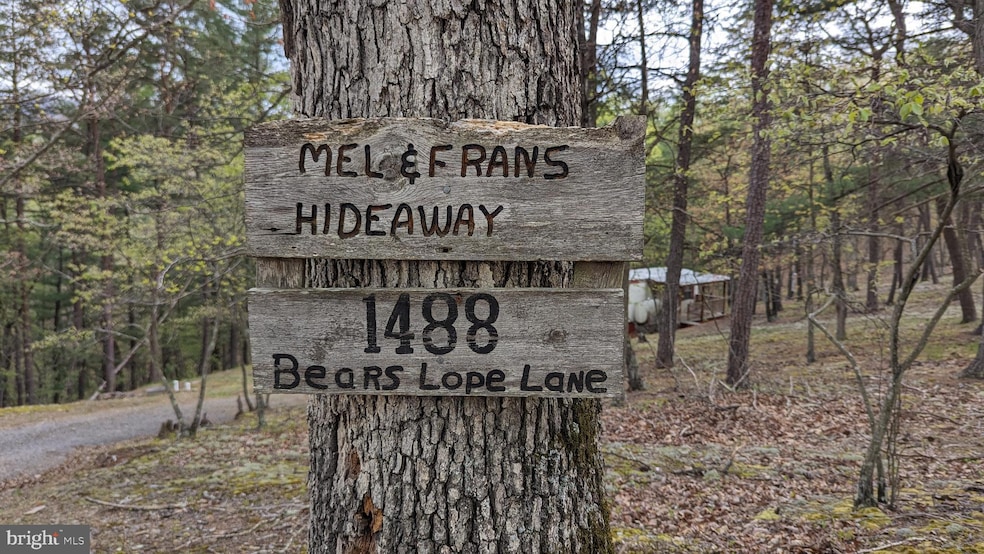 MEL & FRANS
HIDEAWAY
1488
Bears Lope Lane
bright MLS